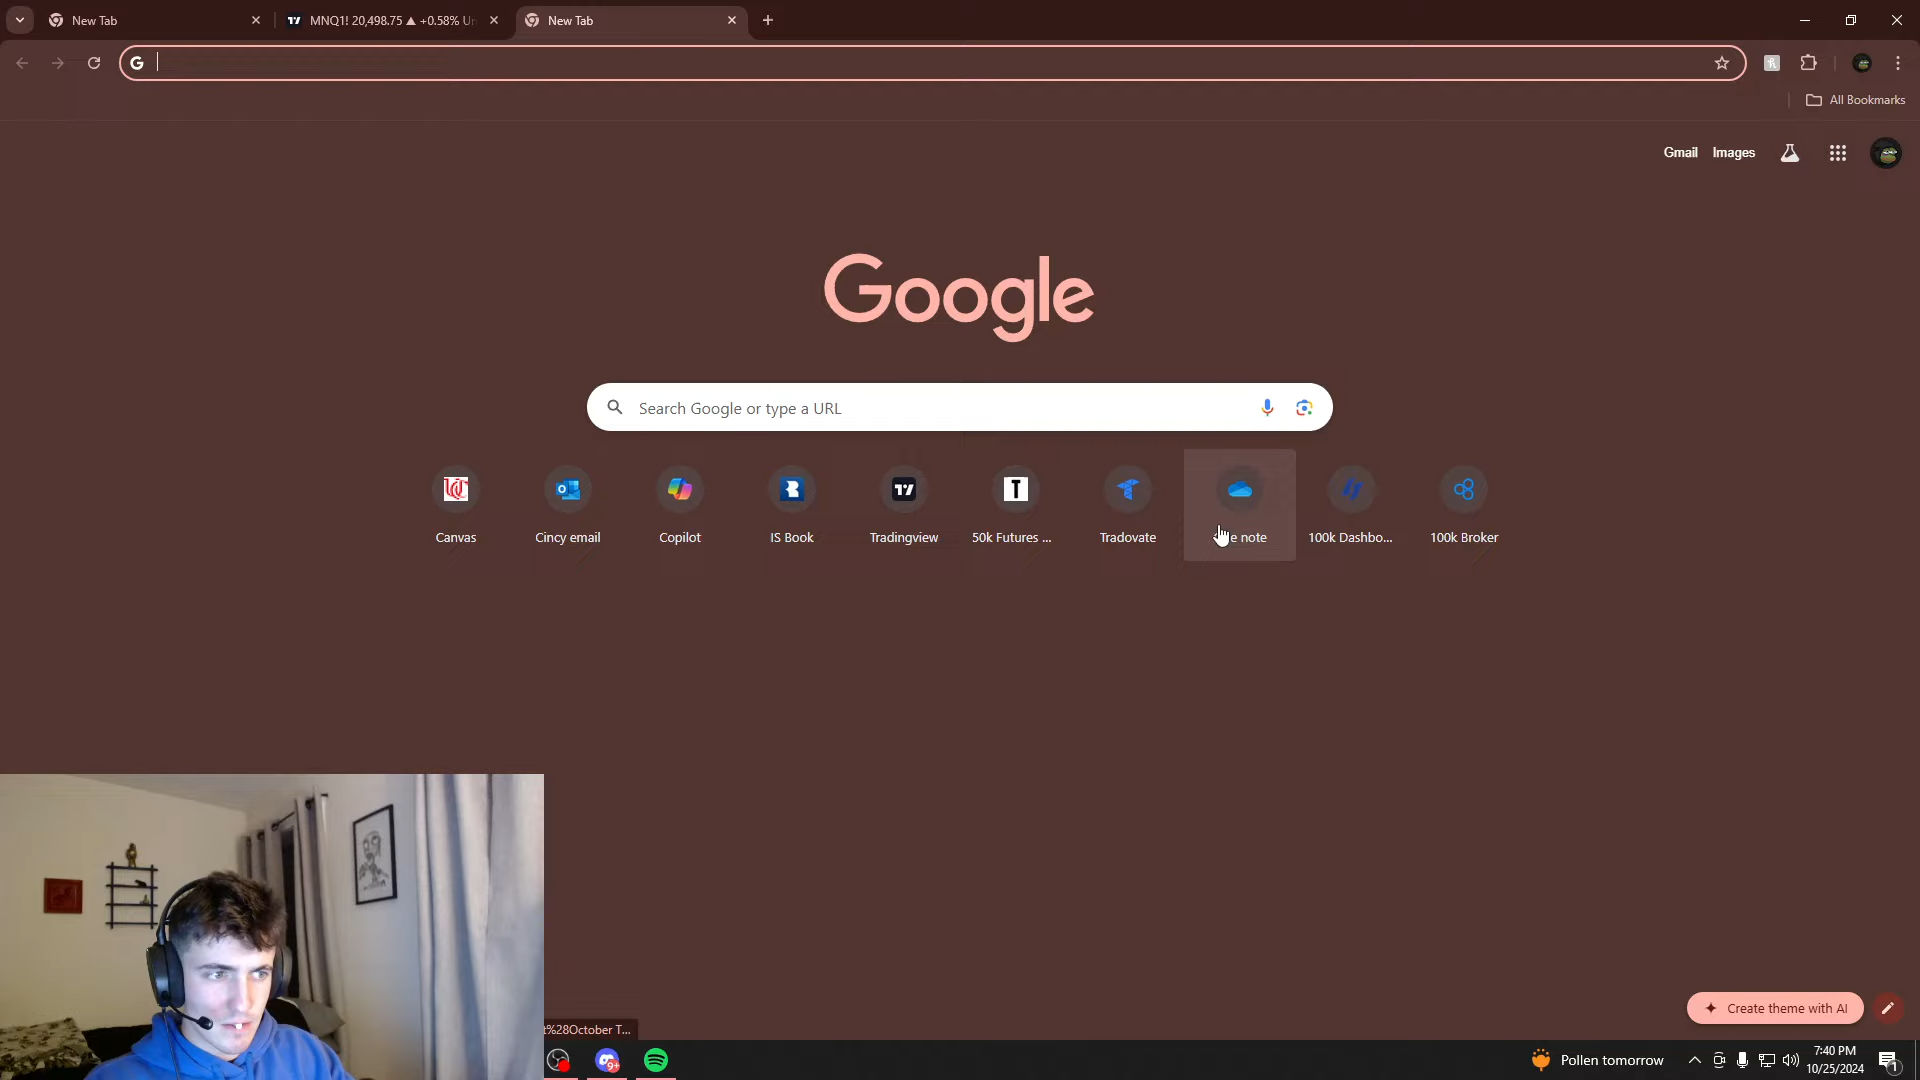 New Tab
MNQ1! 20,498.75 ▲ +0.58%
New Tab
All Bookmarks
Gmail Images
Google
Search Google or type a URL
Canvas
Cincy email
Copilot
IS Book
Tradingview
50k Futures ...
Tradovate
e note
100k Dashbo...
100k Broker
Create theme with AI
t%28October T...
9+
Pollen tomorrow
7:40 PM
10/25/2024
1